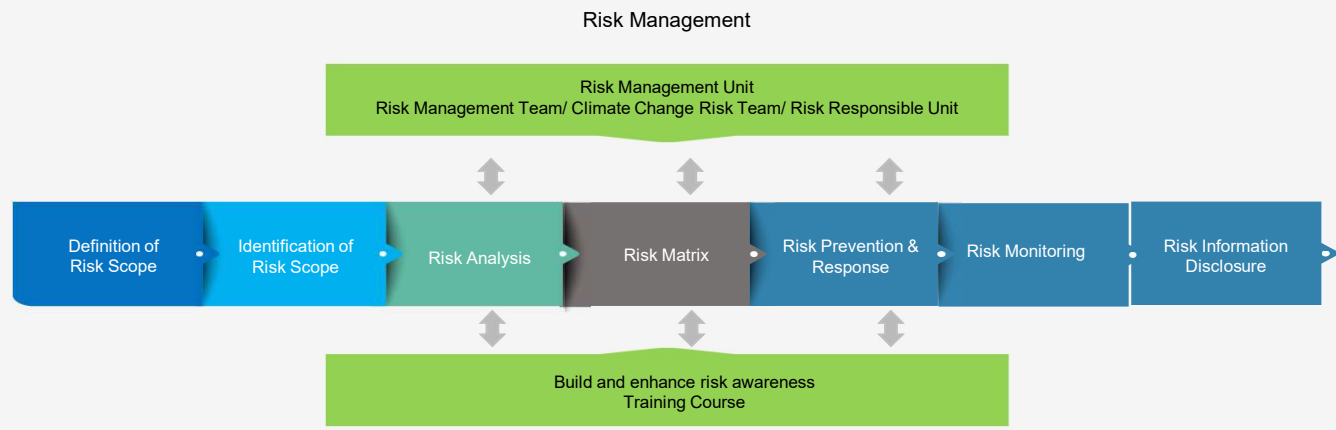 Risk Management
Risk Management Unit
Risk Management Team/ Climate Change Risk Team/ Risk Responsible Unit
Definition of
Risk Scope
Identification of
Risk Scope
Risk Analysis
Risk Matrix
Risk Prevention &
Response
Risk Monitoring
Risk Information
Disclosure
Build and enhance risk awareness
Training Course